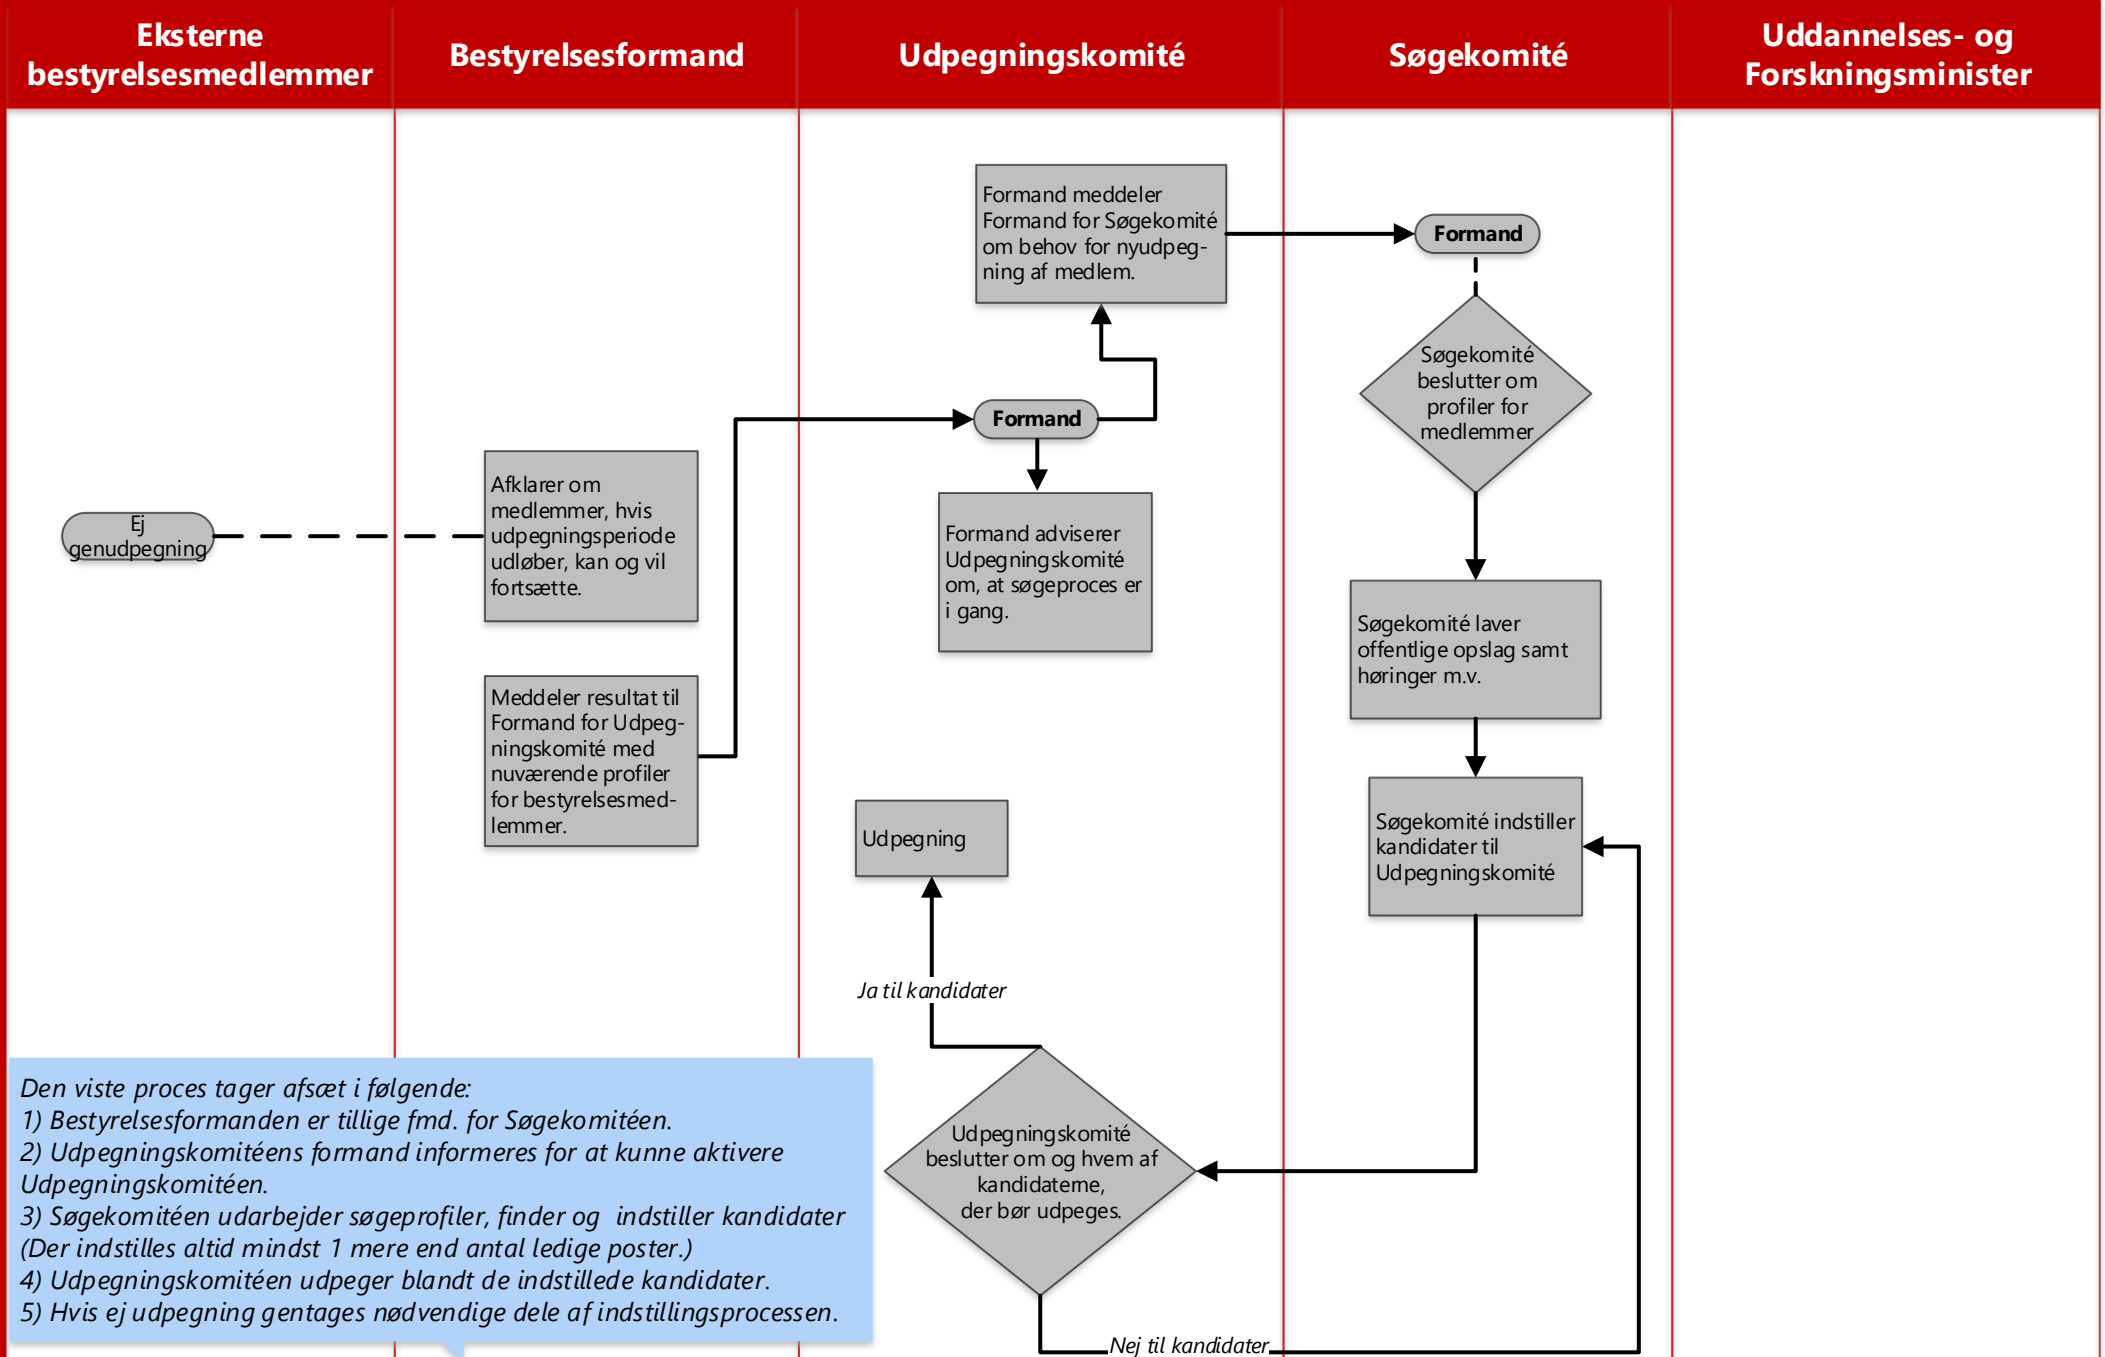 Eksterne
bestyrelsesmedlemmer
Bestyrelsesformand
Udpegningskomité
Søgekomité
Uddannelses- og
Forskningsminister
Formand meddeler
Formand for Søgekomité
om behov for nyudpeg-
ning af medlem.
Formand
Søgekomité
beslutter om
profiler for
medlemmer
Formand
Afklarer om
medlemmer, hvis
udpegningsperiode
udløber, kan og vil
fortsætte.
Ej
genudpegning
Formand adviserer
Udpegningskomité
om, at søgeproces er
i gang.
Søgekomité laver
offentlige opslag samt
høringer m.v.
Meddeler resultat til
Formand for Udpeg-
ningskomité med
nuværende profiler
for bestyrelsesmed-
lemmer.
Udpegning
Søgekomité indstiller
kandidater til
Udpegningskomité
Ja til kandidater
Den viste proces tager afsæt i følgende:
1) Bestyrelsesformanden er tillige fmd. for Søgekomitéen.
2) Udpegningskomitéens formand informeres for at kunne aktivere
Udpegningskomitéen.
3) Søgekomitéen udarbejder søgeprofiler, finder og  indstiller kandidater
(Der indstilles altid mindst 1 mere end antal ledige poster.)
4) Udpegningskomitéen udpeger blandt de indstillede kandidater.
5) Hvis ej udpegning gentages nødvendige dele af indstillingsprocessen.
Udpegningskomité
beslutter om og hvem af
kandidaterne,
der bør udpeges.
Nej til kandidater